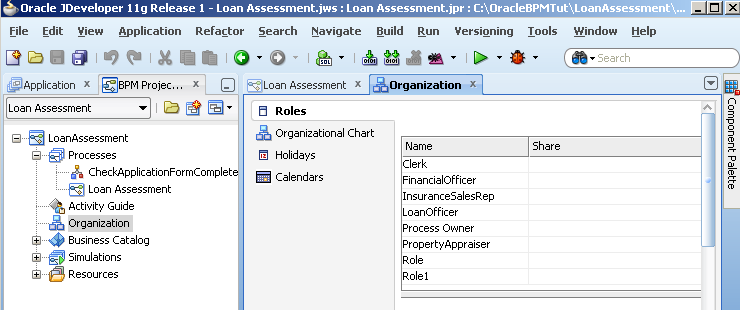 Oracle JDeveloper 11g Release 1 - Loan Assessment.jws : Loan Assessment.jpr : C:\OracleBPMTut\LoanAssessment\...
File Edit View Application Refactor Search Navigate Build Run Versioning Tools Window Help
Search
Application BPM Projec... Loan Assessment Organization
Loan Assessment
LoanAssessment
Processes
CheckApplicationFormComplete
Loan Assessment
Activity Guide
Organization
Business Catalog
Simulations
Resources
Roles
Organizational Chart
Holidays
Calendars
Name Share
Clerk
FinancialOfficer
InsuranceSalesRep
LoanOfficer
Process Owner
PropertyAppraiser
Role
Role1
Component Palette